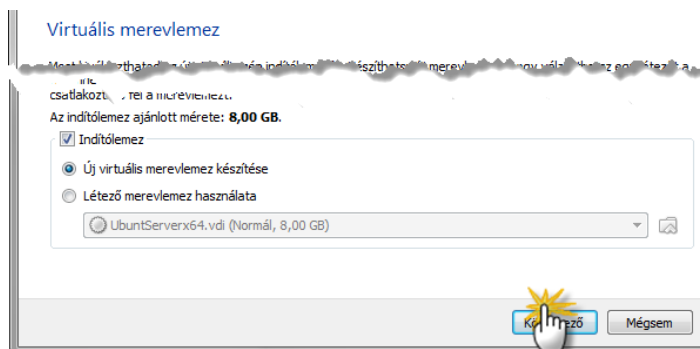 Virtuális merevlemez
Az indítólemez ajánlott mérete: 8,00 GB.
Indítólemez
Új virtuális merevlemez készítése
Létező merevlemez használata
UbuntServerx64.vdi (Normál, 8,00 GB)
Mégsem